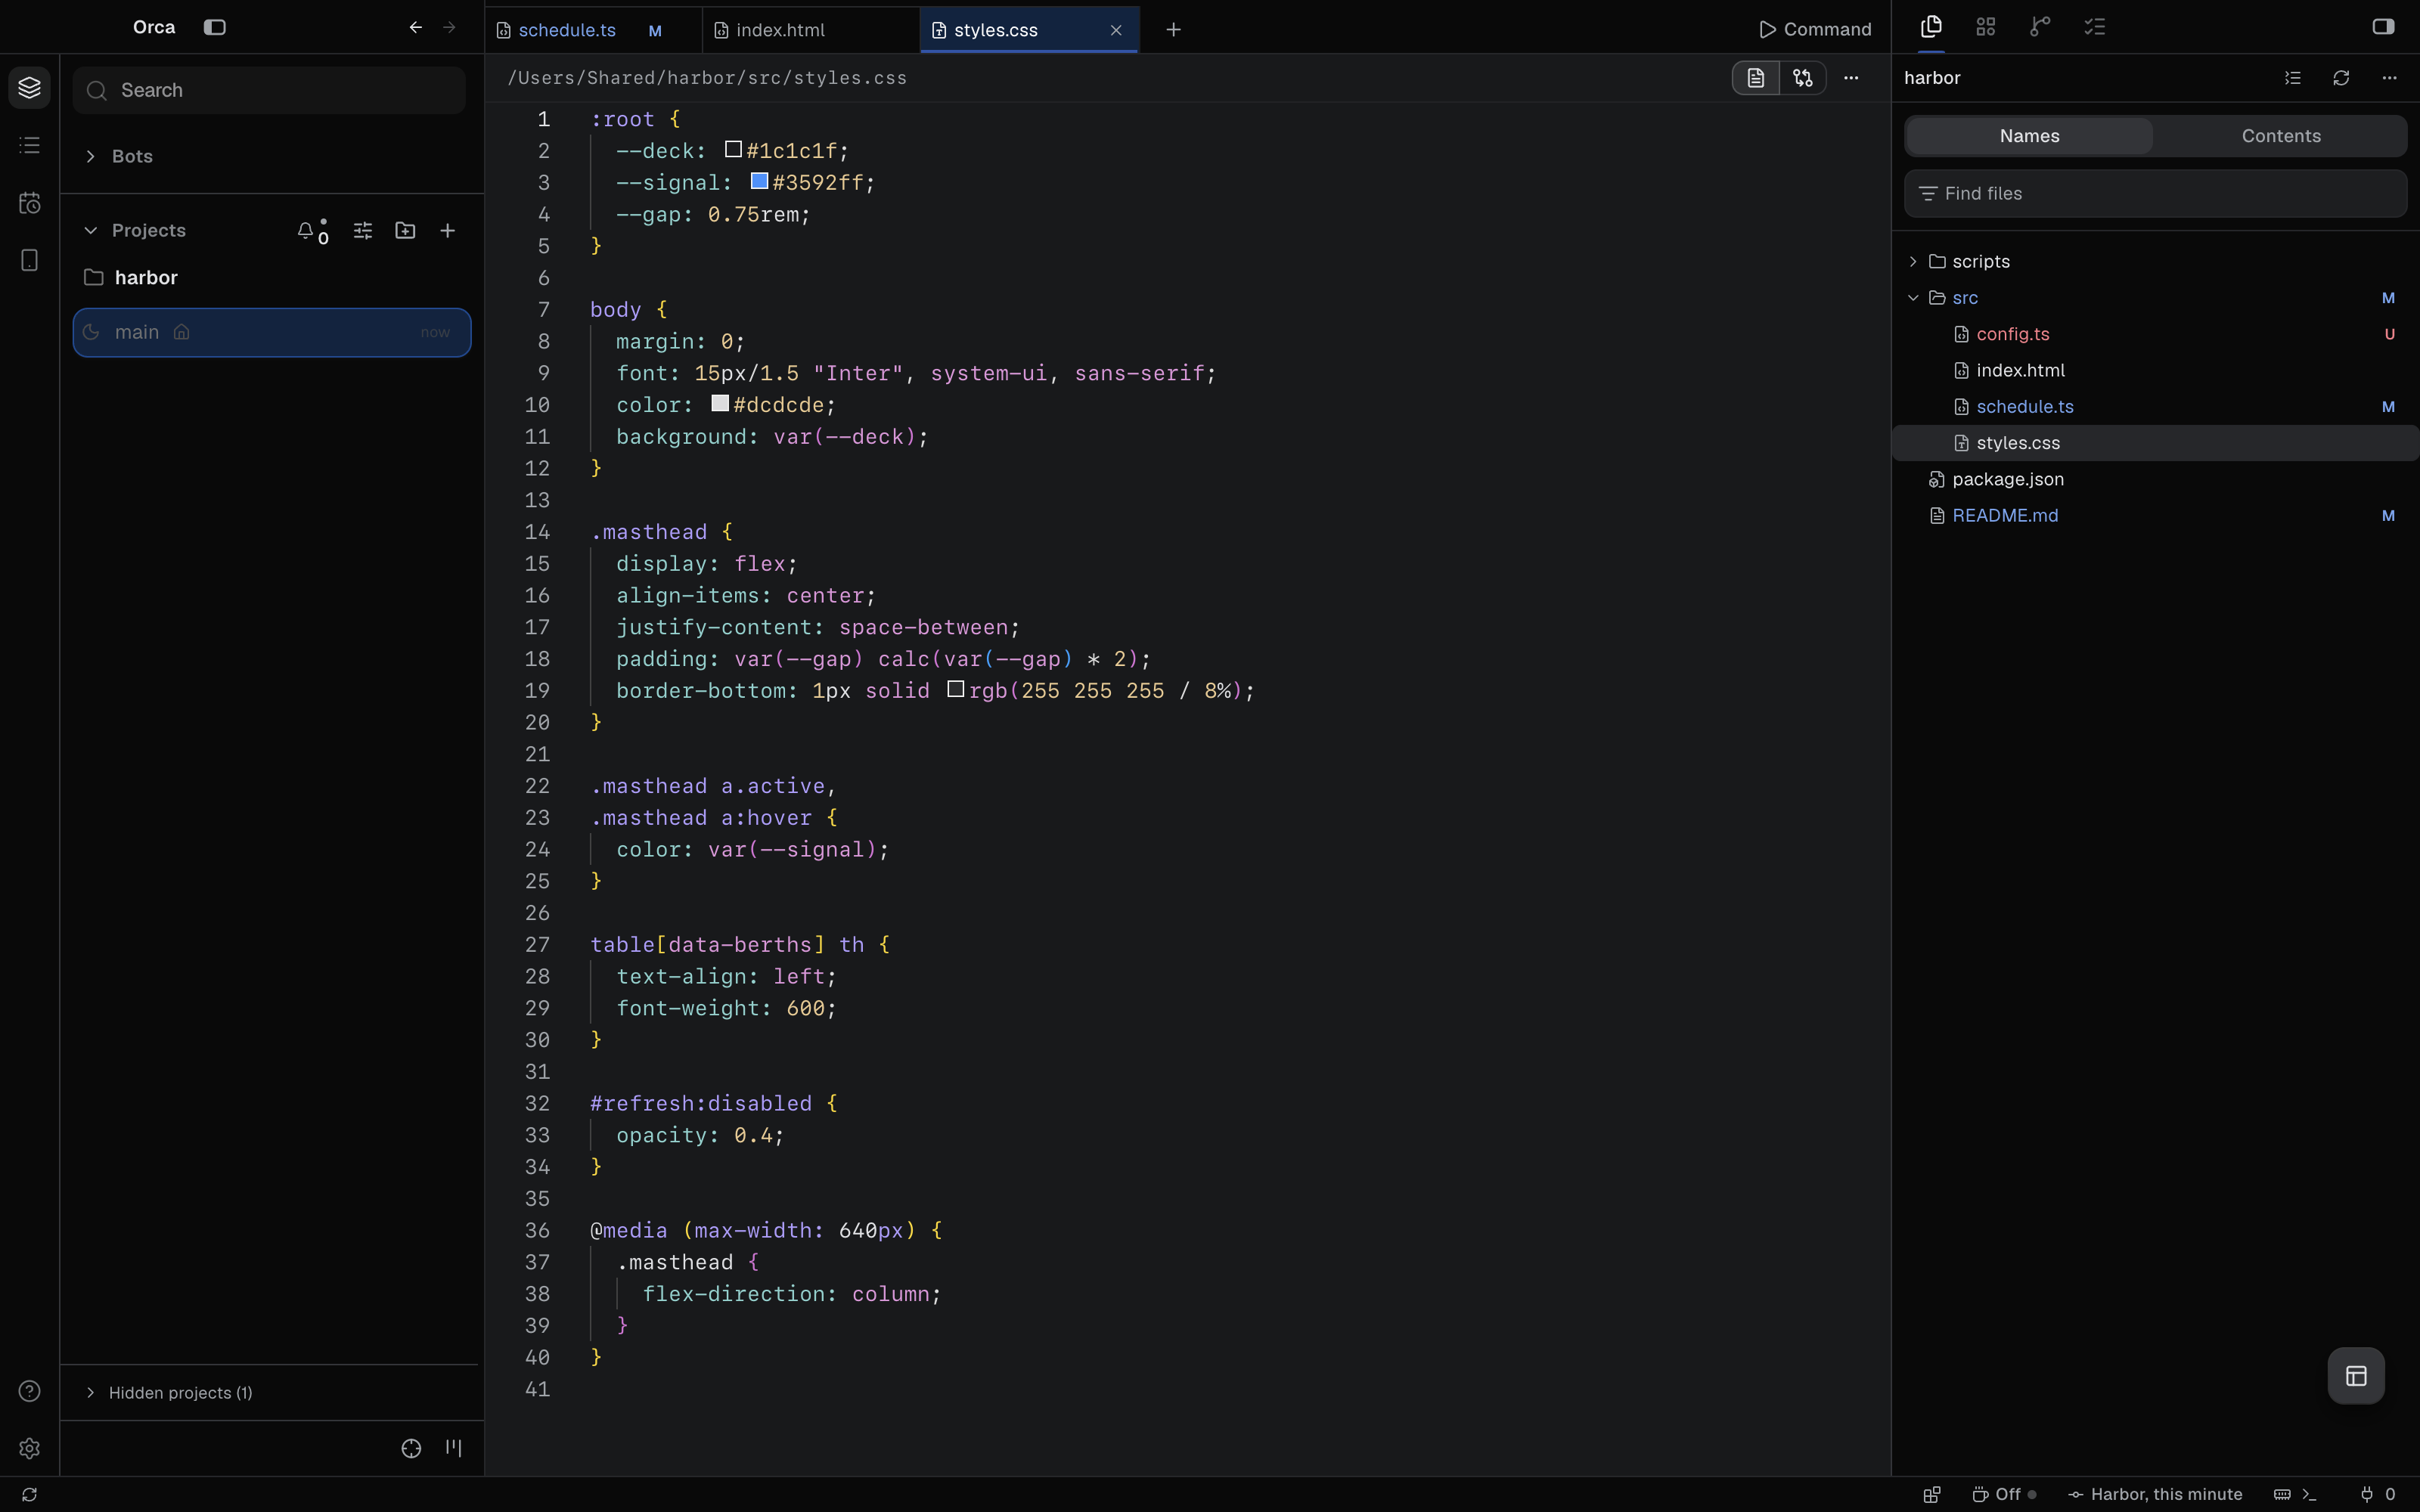 Orca
Search
Bots
Projects
0
harbor
main
now
Hidden projects (1)
schedule.ts
M
index.html
styles.css
Command
/Users/Shared/harbor/src/styles.css
1 :root {
2   --deck: #1c1c1f;
3   --signal: #3592ff;
4   --gap: 0.75rem;
5 }
6
7 body {
8   margin: 0;
9   font: 15px/1.5 "Inter", system-ui, sans-serif;
10   color: #dcdcde;
11   background: var(--deck);
12 }
13
14 .masthead {
15   display: flex;
16   align-items: center;
17   justify-content: space-between;
18   padding: var(--gap) calc(var(--gap) * 2);
19   border-bottom: 1px solid rgb(255 255 255 / 8%);
20 }
21
22 .masthead a.active,
23 .masthead a:hover {
24   color: var(--signal);
25 }
26
27 table[data-berths] th {
28   text-align: left;
29   font-weight: 600;
30 }
31
32 #refresh:disabled {
33   opacity: 0.4;
34 }
35
36 @media (max-width: 640px) {
37   .masthead {
38     flex-direction: column;
39   }
40 }
41
harbor
Names
Contents
Find files
scripts
src M
config.ts U
index.html
schedule.ts M
styles.css
package.json
README.md M
Off
Harbor, this minute
0